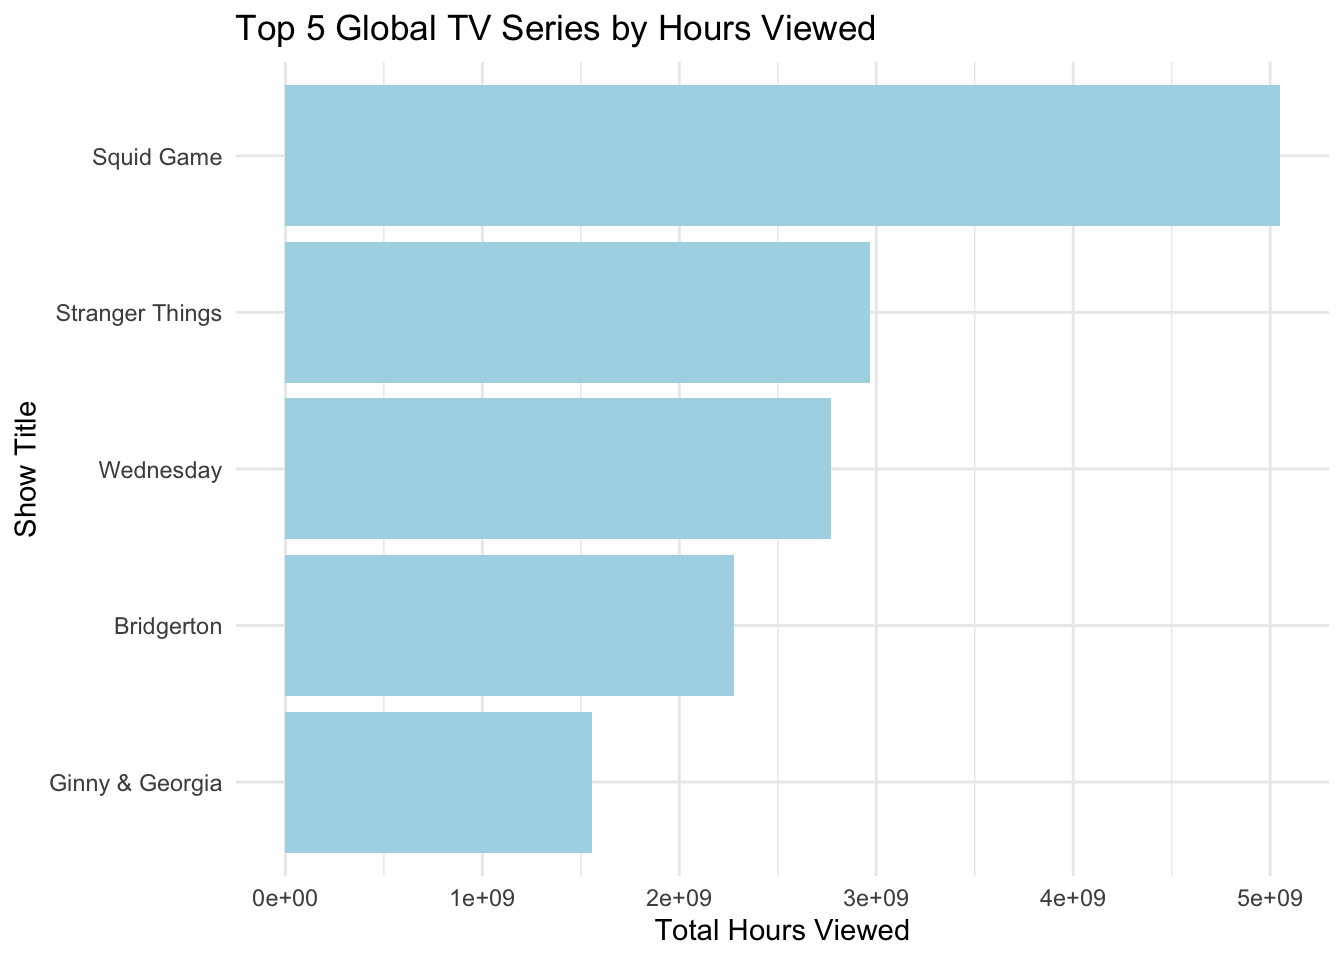 Top 5 Global TV Series by Hours Viewed
Show Title
Squid Game
Stranger Things
Wednesday
Bridgerton
Ginny & Georgia
0e+00 1e+09 2e+09 3e+09 4e+09 5e+09
Total Hours Viewed